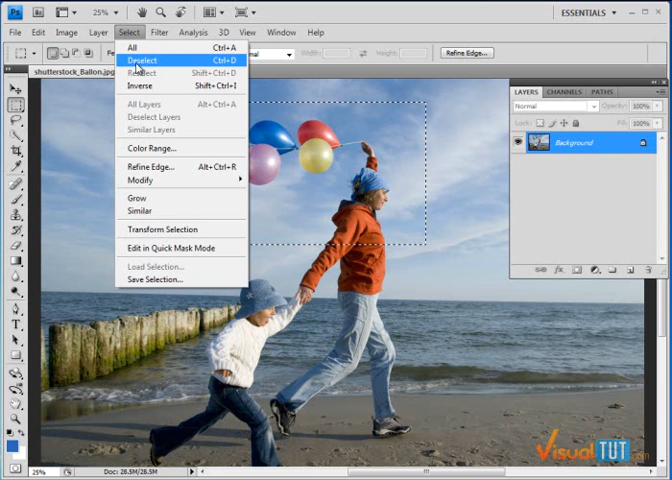 Ps
25%
ESSENTIALS
File Edit Image Layer Select Filter Analysis 3D View Window Help
Width:
Height:
Refine Edge...
shutterstock_Ballon.jpg
All Ctrl+A
Deselect Ctrl+D
Reselect Shift+Ctrl+D
Inverse Shift+Ctrl+I
All Layers Alt+Ctrl+A
Deselect Layers
Similar Layers
Color Range...
Refine Edge... Alt+Ctrl+R
Modify
Grow
Similar
Transform Selection
Edit in Quick Mask Mode
Load Selection...
Save Selection...
LAYERS CHANNELS PATHS
Normal Opacity: 100%
Lock: Fill: 100%
Background
VisualTUT.com
25% Doc: 28.5M/28.5M